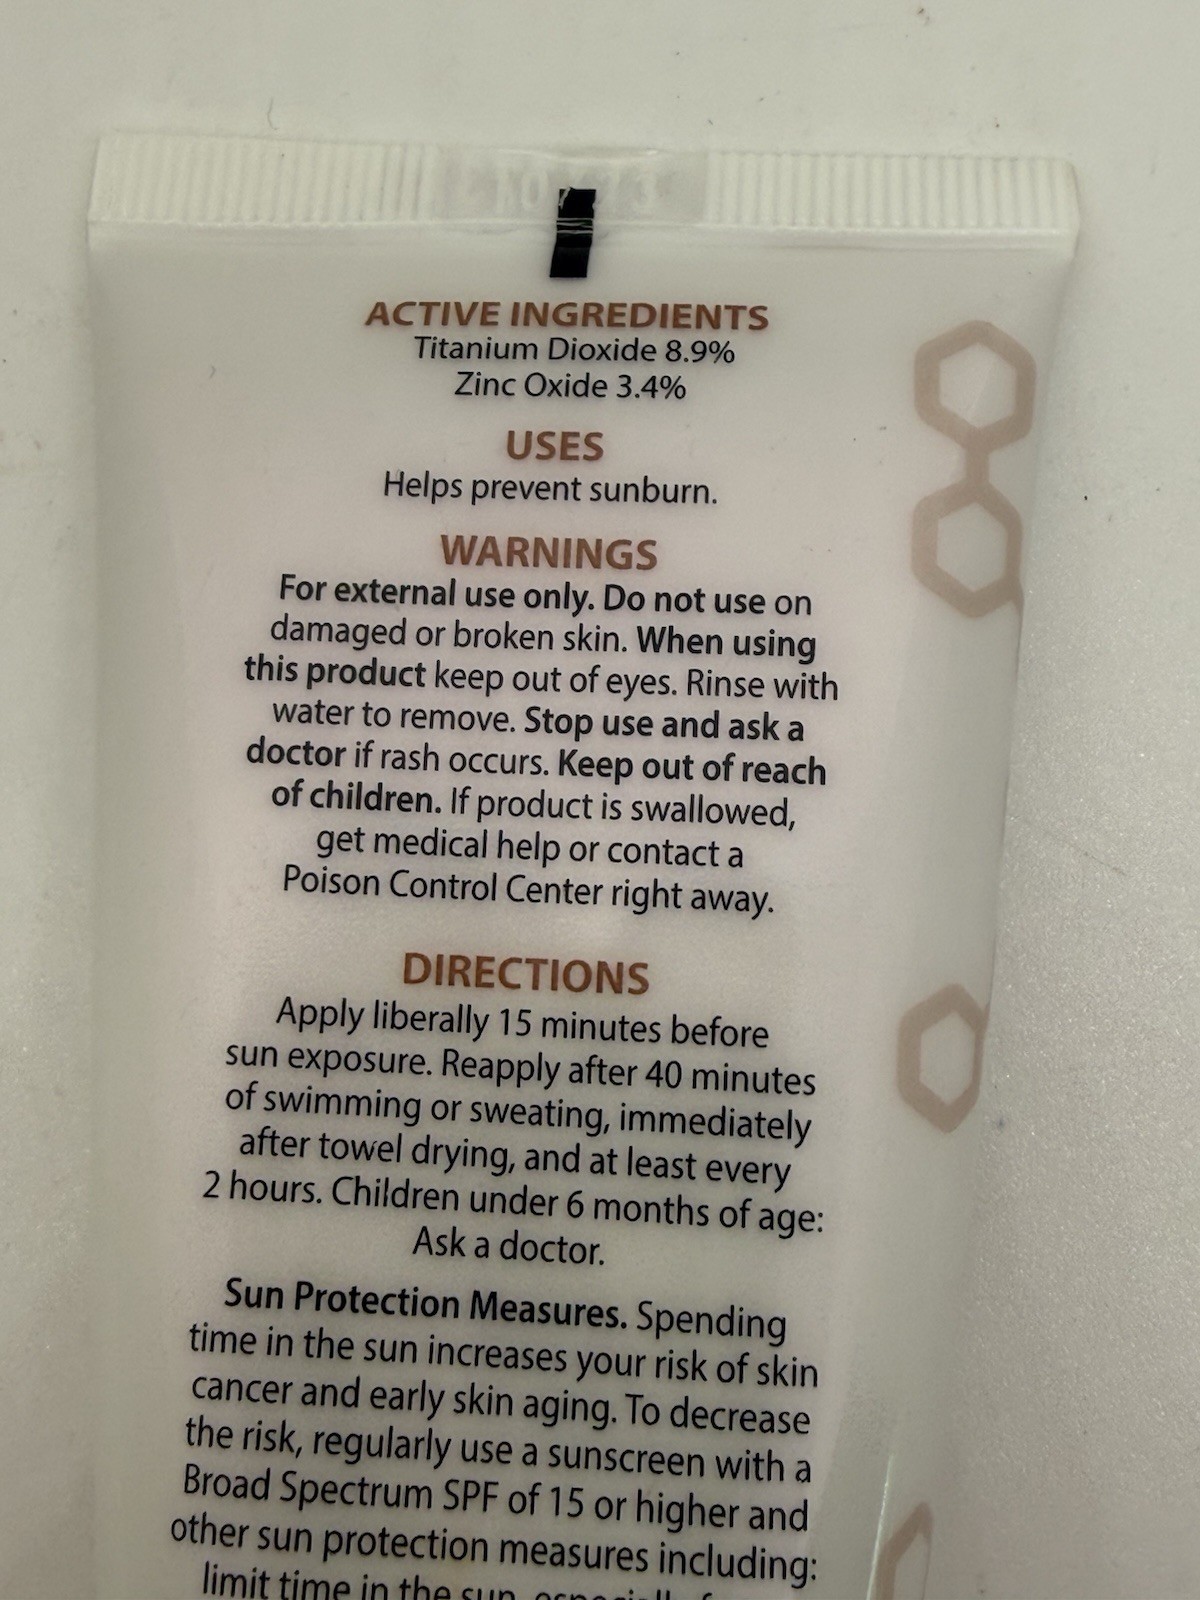 ACTIVE INGREDIENTS
Titanium Dioxide 8.9%
Zinc Oxide 3.4%
USES
Helps prevent sunburn.
WARNINGS
For external use only. Do not use on
damaged or broken skin. When using
this product keep out of eyes. Rinse with
water to remove. Stop use and ask a
doctor if rash occurs. Keep out of reach
of children. If product is swallowed,
get medical help or contact a
Poison Control Center right away.
DIRECTIONS
Apply liberally 15 minutes before
sun exposure. Reapply after 40 minutes
of swimming or sweating, immediately
after towel drying, and at least every
2 hours. Children under 6 months of age:
Ask a doctor.
Sun Protection Measures. Spending
time in the sun increases your risk of skin
cancer and early skin aging. To decrease
the risk, regularly use a sunscreen with a
Broad Spectrum SPF of 15 or higher and
other sun protection measures including:
limit time in the sun, especially